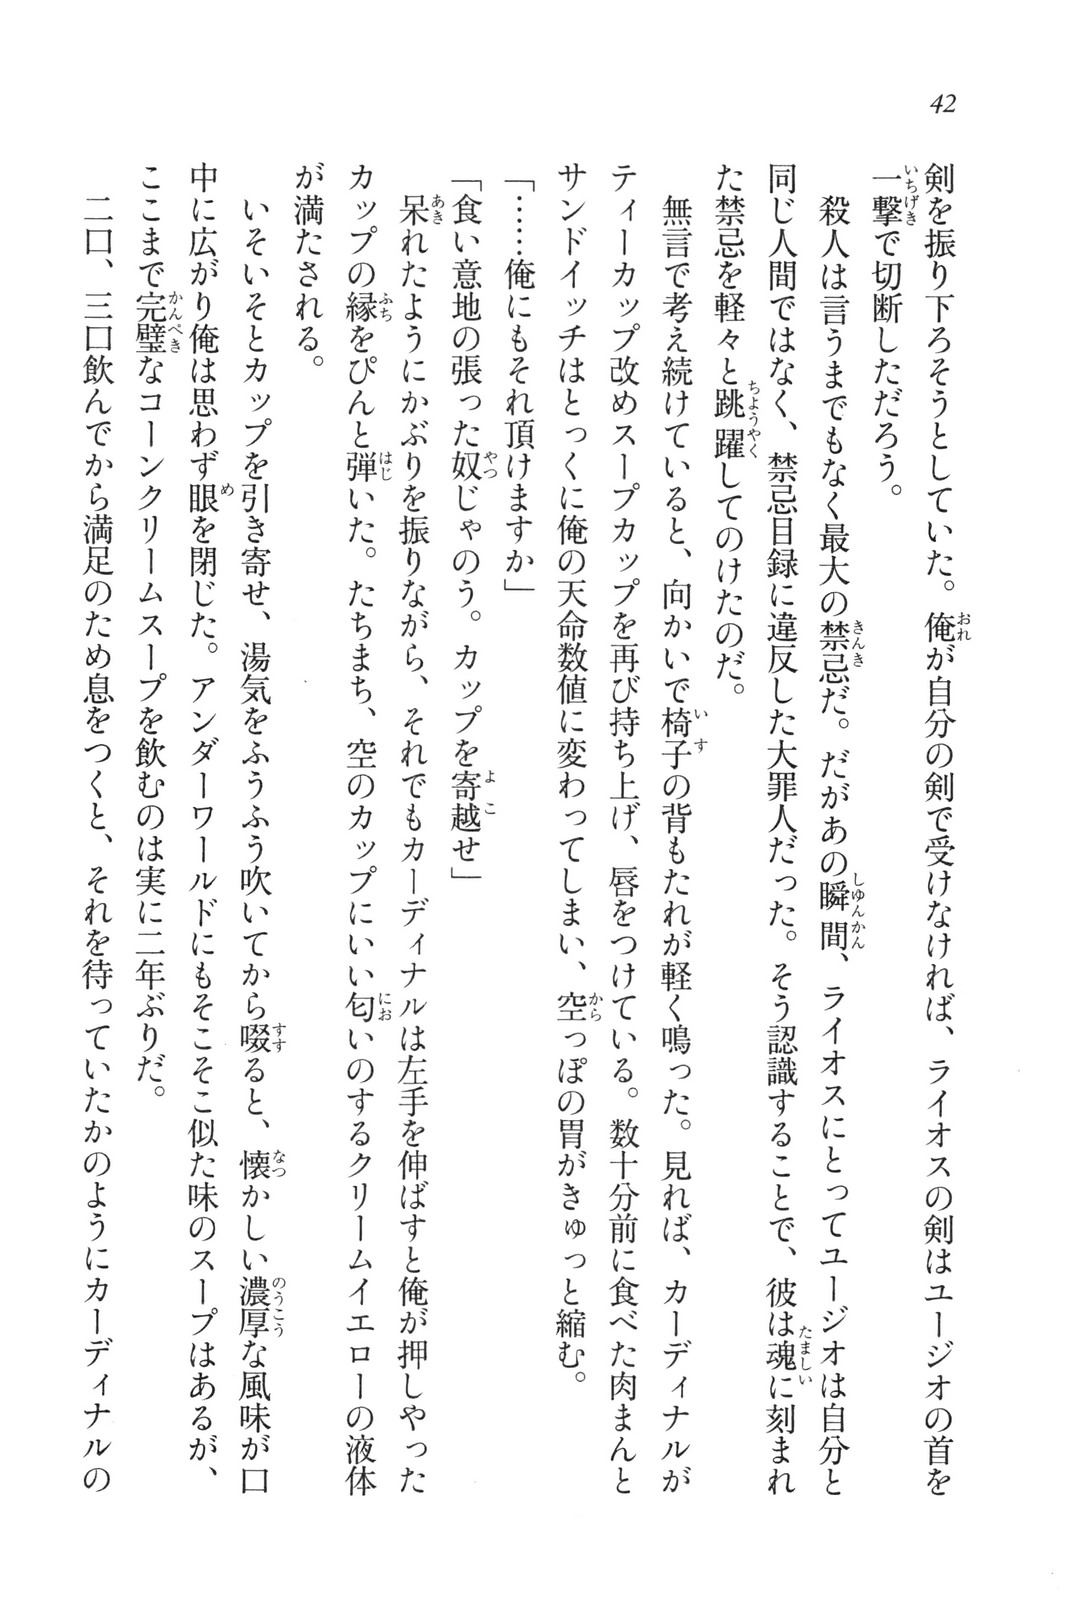 42
剣を振り下ろそうとしていた。俺が自分の剣で受けなければ、ライオスの剣はユージオの首を
一撃で切断しただろう。
殺人は言うまでもなく最大の禁忌だ。だがあの瞬間、ライオスにとってユージオは自分と
同じ人間ではなく、禁忌目録に違反した大罪人だった。そう認識することで、彼は魂に刻まれ
た禁忌を軽々と跳躍してのけたのだ。
無言で考え続けていると、向かいで椅子の背もたれが軽く鳴った。見れば、カーディナルが
ティーカップ改めスープカップを再び持ち上げ、唇をつけている。数十分前に食べた肉まんと
サンドイッチはとっくに俺の天命数値に変わってしまい、空っぽの胃がきゅっと縮む。
「……俺にもそれ頂けますか」
「食い意地の張った奴じゃのう。カップを寄越せ」
呆れたようにかぶりを振りながら、それでもカーディナルは左手を伸ばすと俺が押しやった
カップの縁をぴんと弾いた。たちまち、空のカップにいい匂いのするクリームイエローの液体
が満たされる。
いそいそとカップを引き寄せ、湯気をふうふう吹いてから啜ると、懐かしい濃厚な風味が口
中に広がり俺は思わず眼を閉じた。アンダーワールドにもそこそこ似た味のスープはあるが、
ここまで完璧なコーンクリームスープを飲むのは実に二年ぶりだ。
二口、三口飲んでから満足のため息をつくと、それを待っていたかのようにカーディナルの